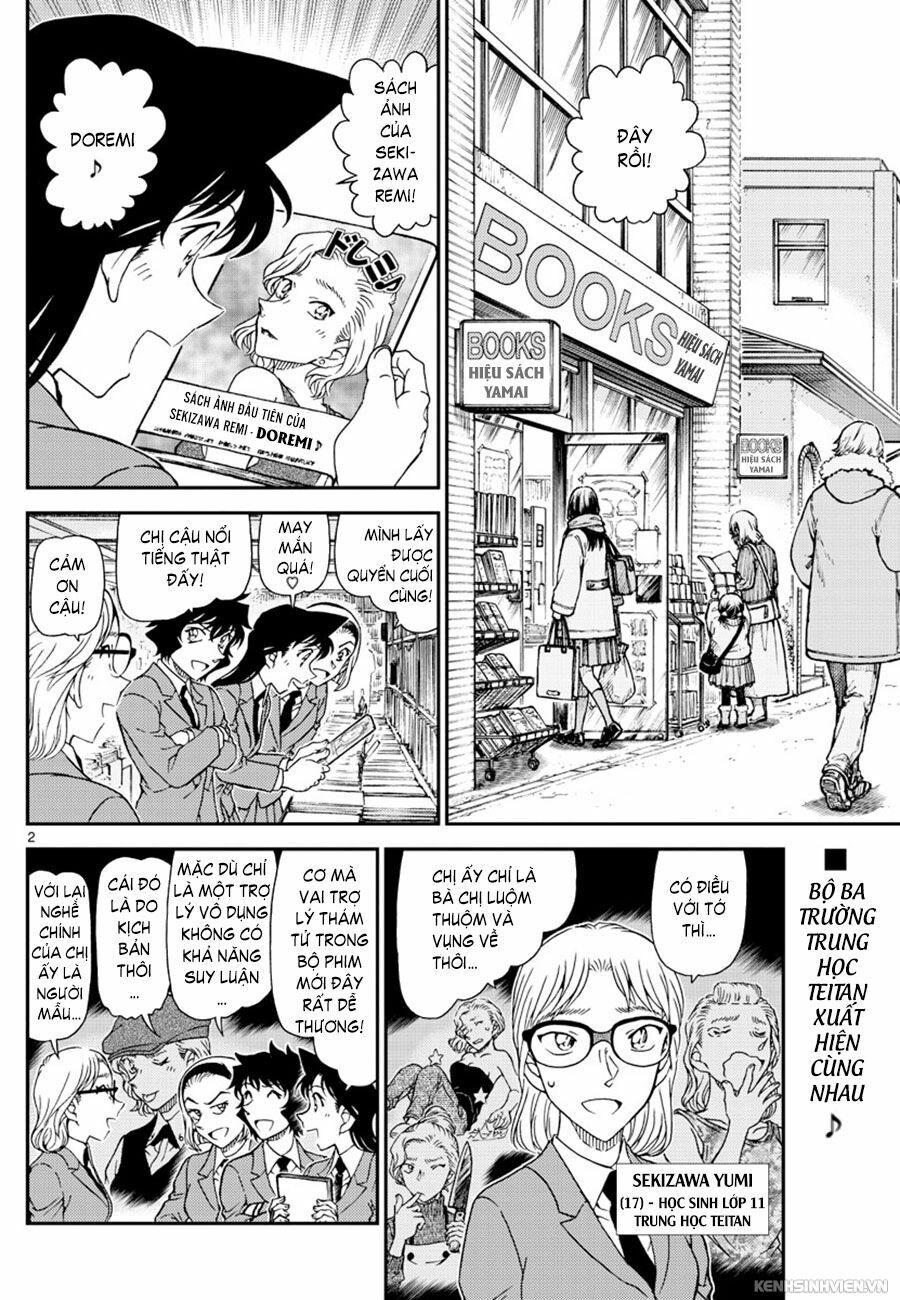 ĐÂY
RỒI!
BOOKS
HIỆU SÁCH
YAMAI
BOOKS
HIỆU SÁCH
YAMAI
BOOKS
HIỆU SÁCH
YAMAI
SÁCH
ẢNH
CỦA
SEKI-
ZAWA
REMI!
DOREMI
♪
ドレミ♪
SÁCH ẢNH ĐẦU TIÊN CỦA
SEKIZAWA REMI - DOREMI ♪
MÌNH LẤY
ĐƯỢC
QUYỂN CUỐI
CÙNG!
MAY
MẮN
QUÁ!
♡
CHỊ CẬU NỔI
TIẾNG THẬT
ĐẤY!
CẢM
ƠN
CẬU!
2
BỘ BA
TRƯỜNG
TRUNG
HỌC
TEITAN
XUẤT
HIỆN
CÙNG
NHAU
♪
CÓ ĐIỀU
VỚI TỚ
THÌ...
CHỊ ẤY CHỈ LÀ
BÀ CHỊ LUỘM
THUỘM VÀ
VỤNG VỀ
THÔI...
SEKIZAWA YUMI
(17) - HỌC SINH LỚP 11
TRUNG HỌC TEITAN
CƠ MÀ
VAI TRỢ
LÝ THÁM
TỬ TRONG
BỘ PHIM
MỚI ĐÂY
RẤT DỄ
THƯƠNG!
MẶC DÙ CHỈ
LÀ MỘT TRỢ
LÝ VÔ DỤNG
KHÔNG CÓ
KHẢ NĂNG
SUY LUẬN
...
CÁI ĐÓ
LÀ DO
KỊCH
BẢN
THÔI
...
VỚI LẠI
NGHỀ
CHÍNH
CỦA CHỊ
ẤY LÀ
NGƯỜI
MẪU...
KENHSINHVIEN.VN